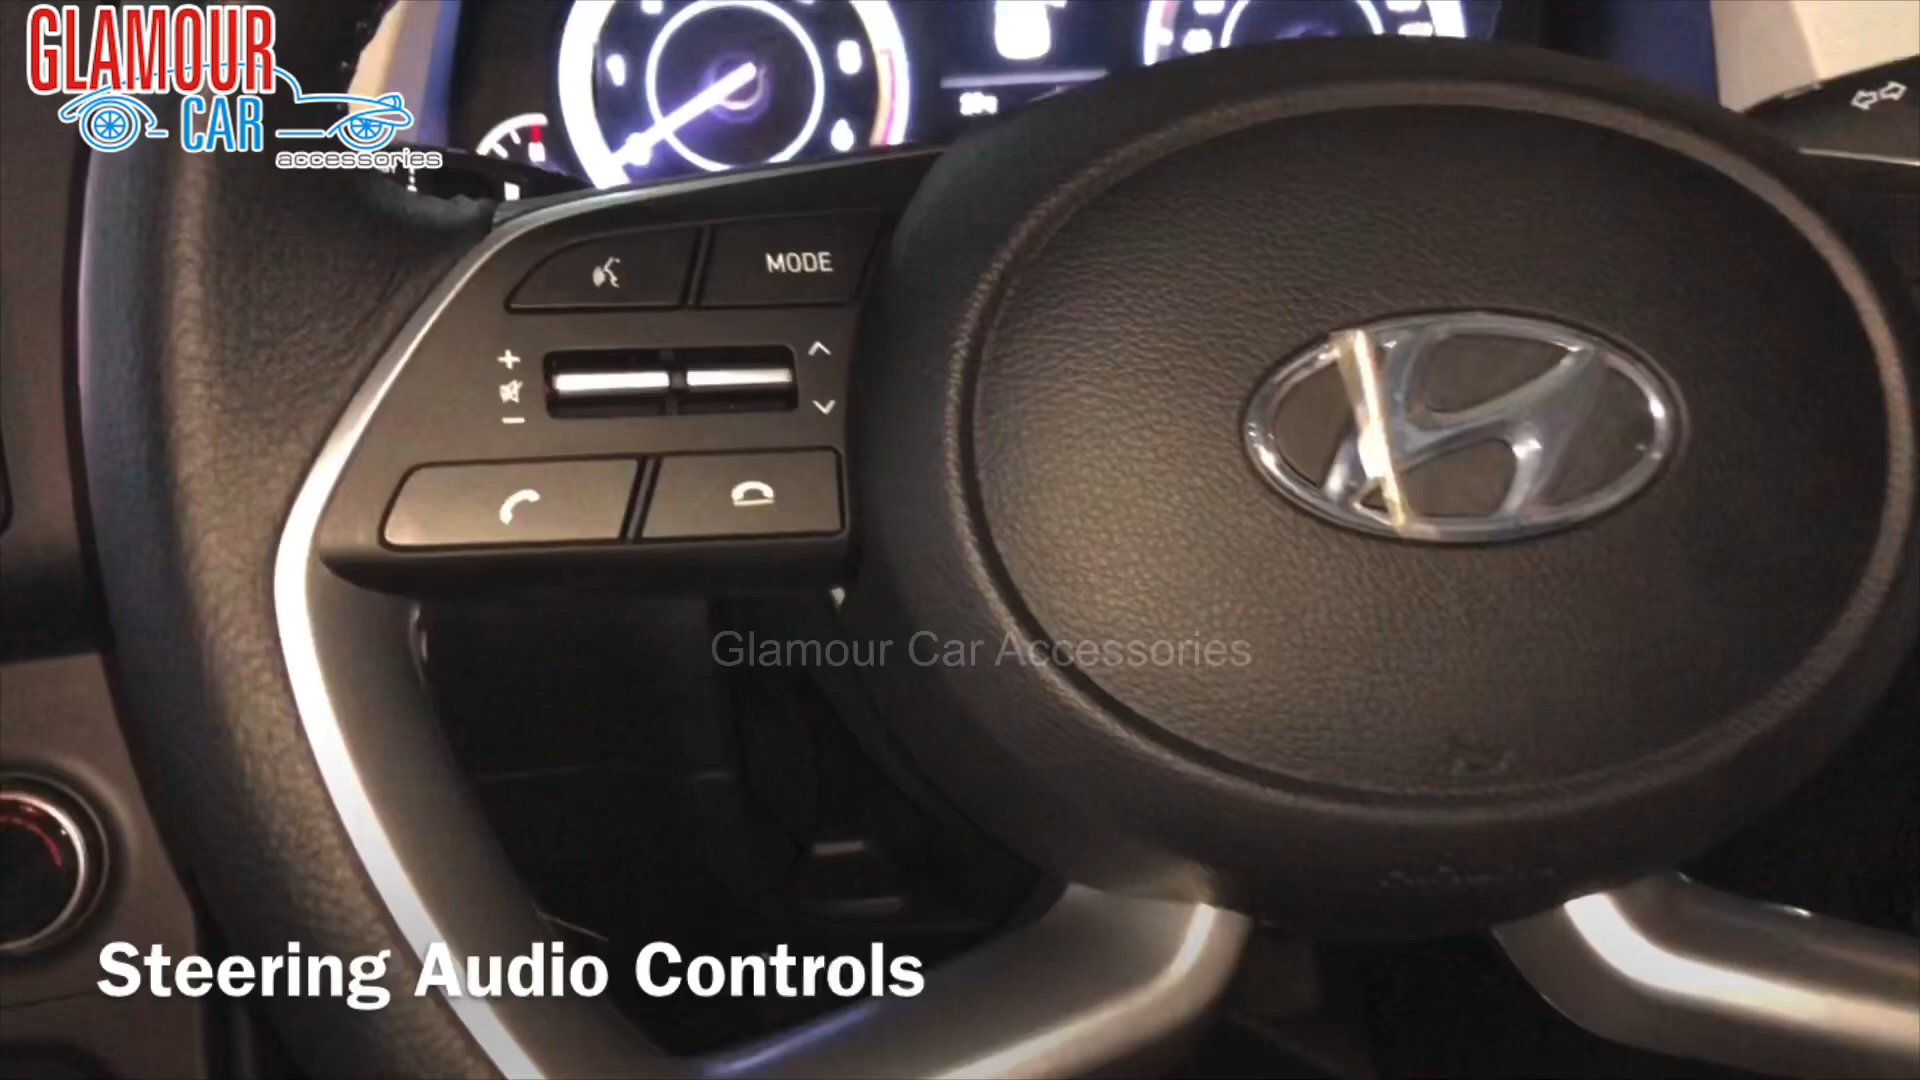 GLAMOUR
CAR
accessories
MODE
+
-
Glamour Car Accessories
Steering Audio Controls